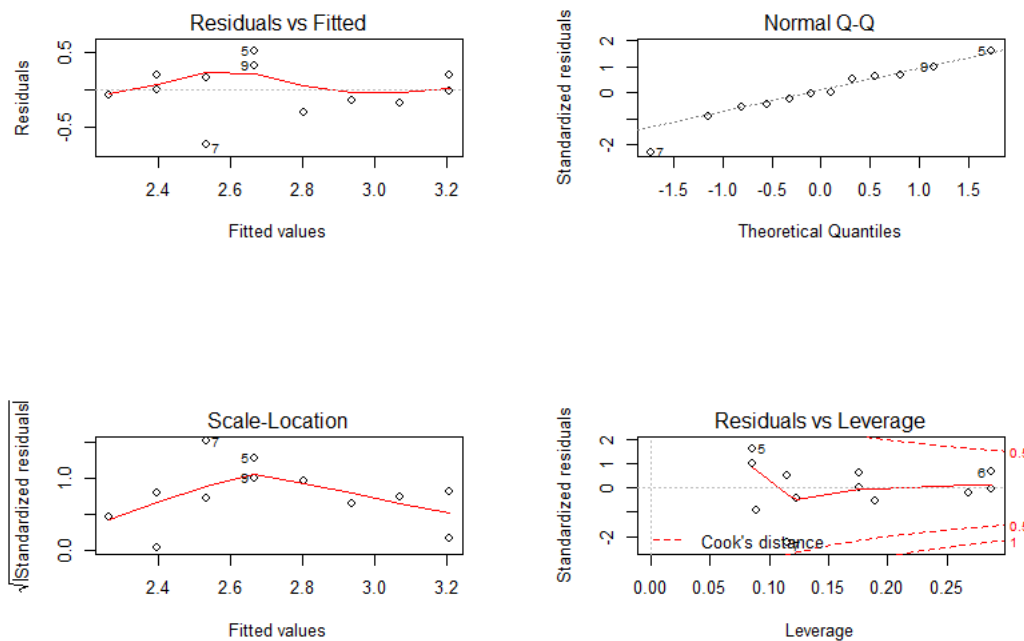 Residuals vs Fitted
Residuals
0.5
-0.5
5
9
7
2.4 2.6 2.8 3.0 3.2
Fitted values
Normal Q-Q
Standardized residuals
2
1
0
-2
5
9
7
-1.5 -1.0 -0.5 0.0 0.5 1.0 1.5
Theoretical Quantiles
Scale-Location
√|Standardized residuals|
1.0
0.0
7
5
9
2.4 2.6 2.8 3.0 3.2
Fitted values
Residuals vs Leverage
Standardized residuals
2
1
0
-2
5
6
7
0.5
0.5
1
Cook's distance
0.00 0.05 0.10 0.15 0.20 0.25
Leverage